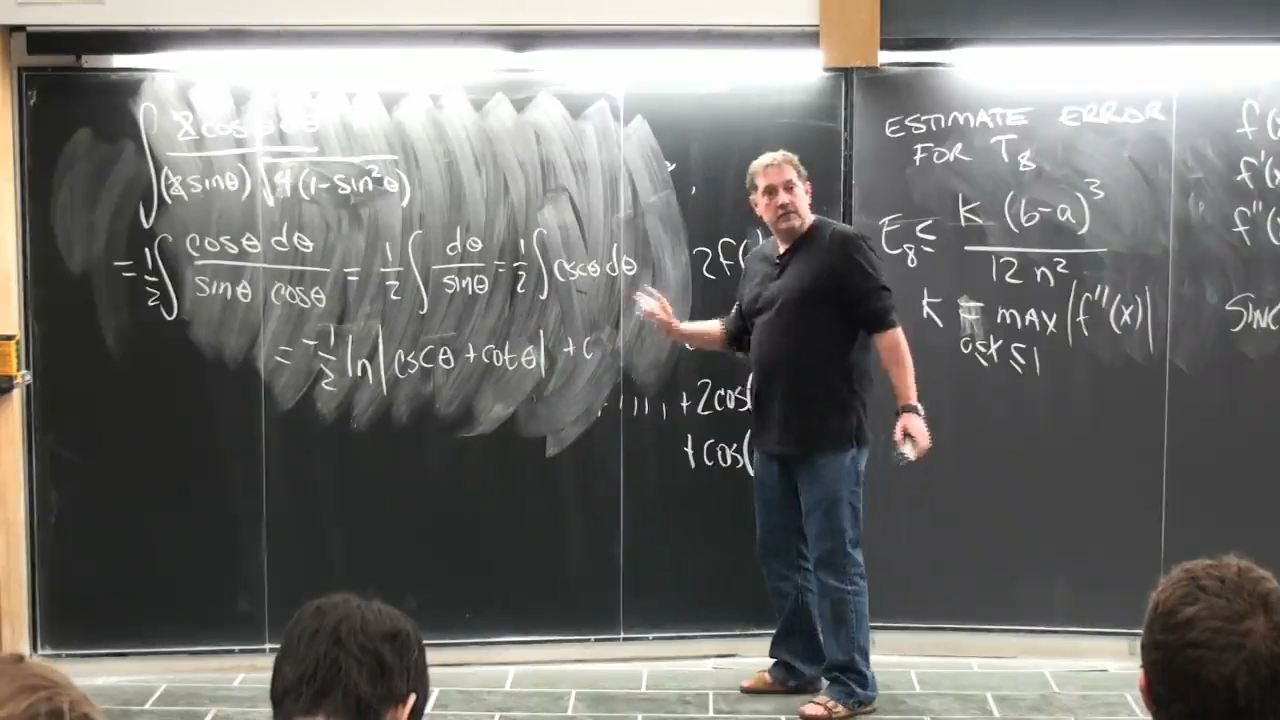 ∫ 2cosθ dθ / (2sinθ) √4(1-sin²θ)
= 1/2 ∫ cosθ dθ / sinθ cosθ = 1/2 ∫ dθ / sinθ = 1/2 ∫ cscθ dθ
= -1/2 ln|cscθ + cotθ| + C
2f(
+ 2cos(
+cos(
ESTIMATE ERROR
FOR T₈
E₈ ≤ K (b-a)³ / 12 n²
K = MAX |f''(x)|
0≤x≤1
f(
f'(x
f''(
SINC